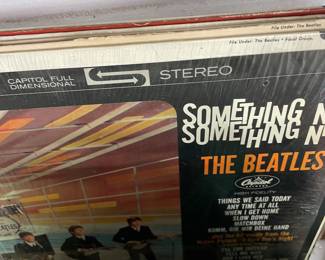 File Under: The Beatles
File Under: The Beatles • Vocal Group
CAPITOL FULL
DIMENSIONAL
STEREO
SOMETHING N
SOMETHING N
THE BEATLES
Capitol
HIGH FIDELITY
THINGS WE SAID TODAY
ANY TIME AT ALL
WHEN I GET HOME
SLOW DOWN
MATCHBOX
KOMM, GIB MIR DEINE HAND